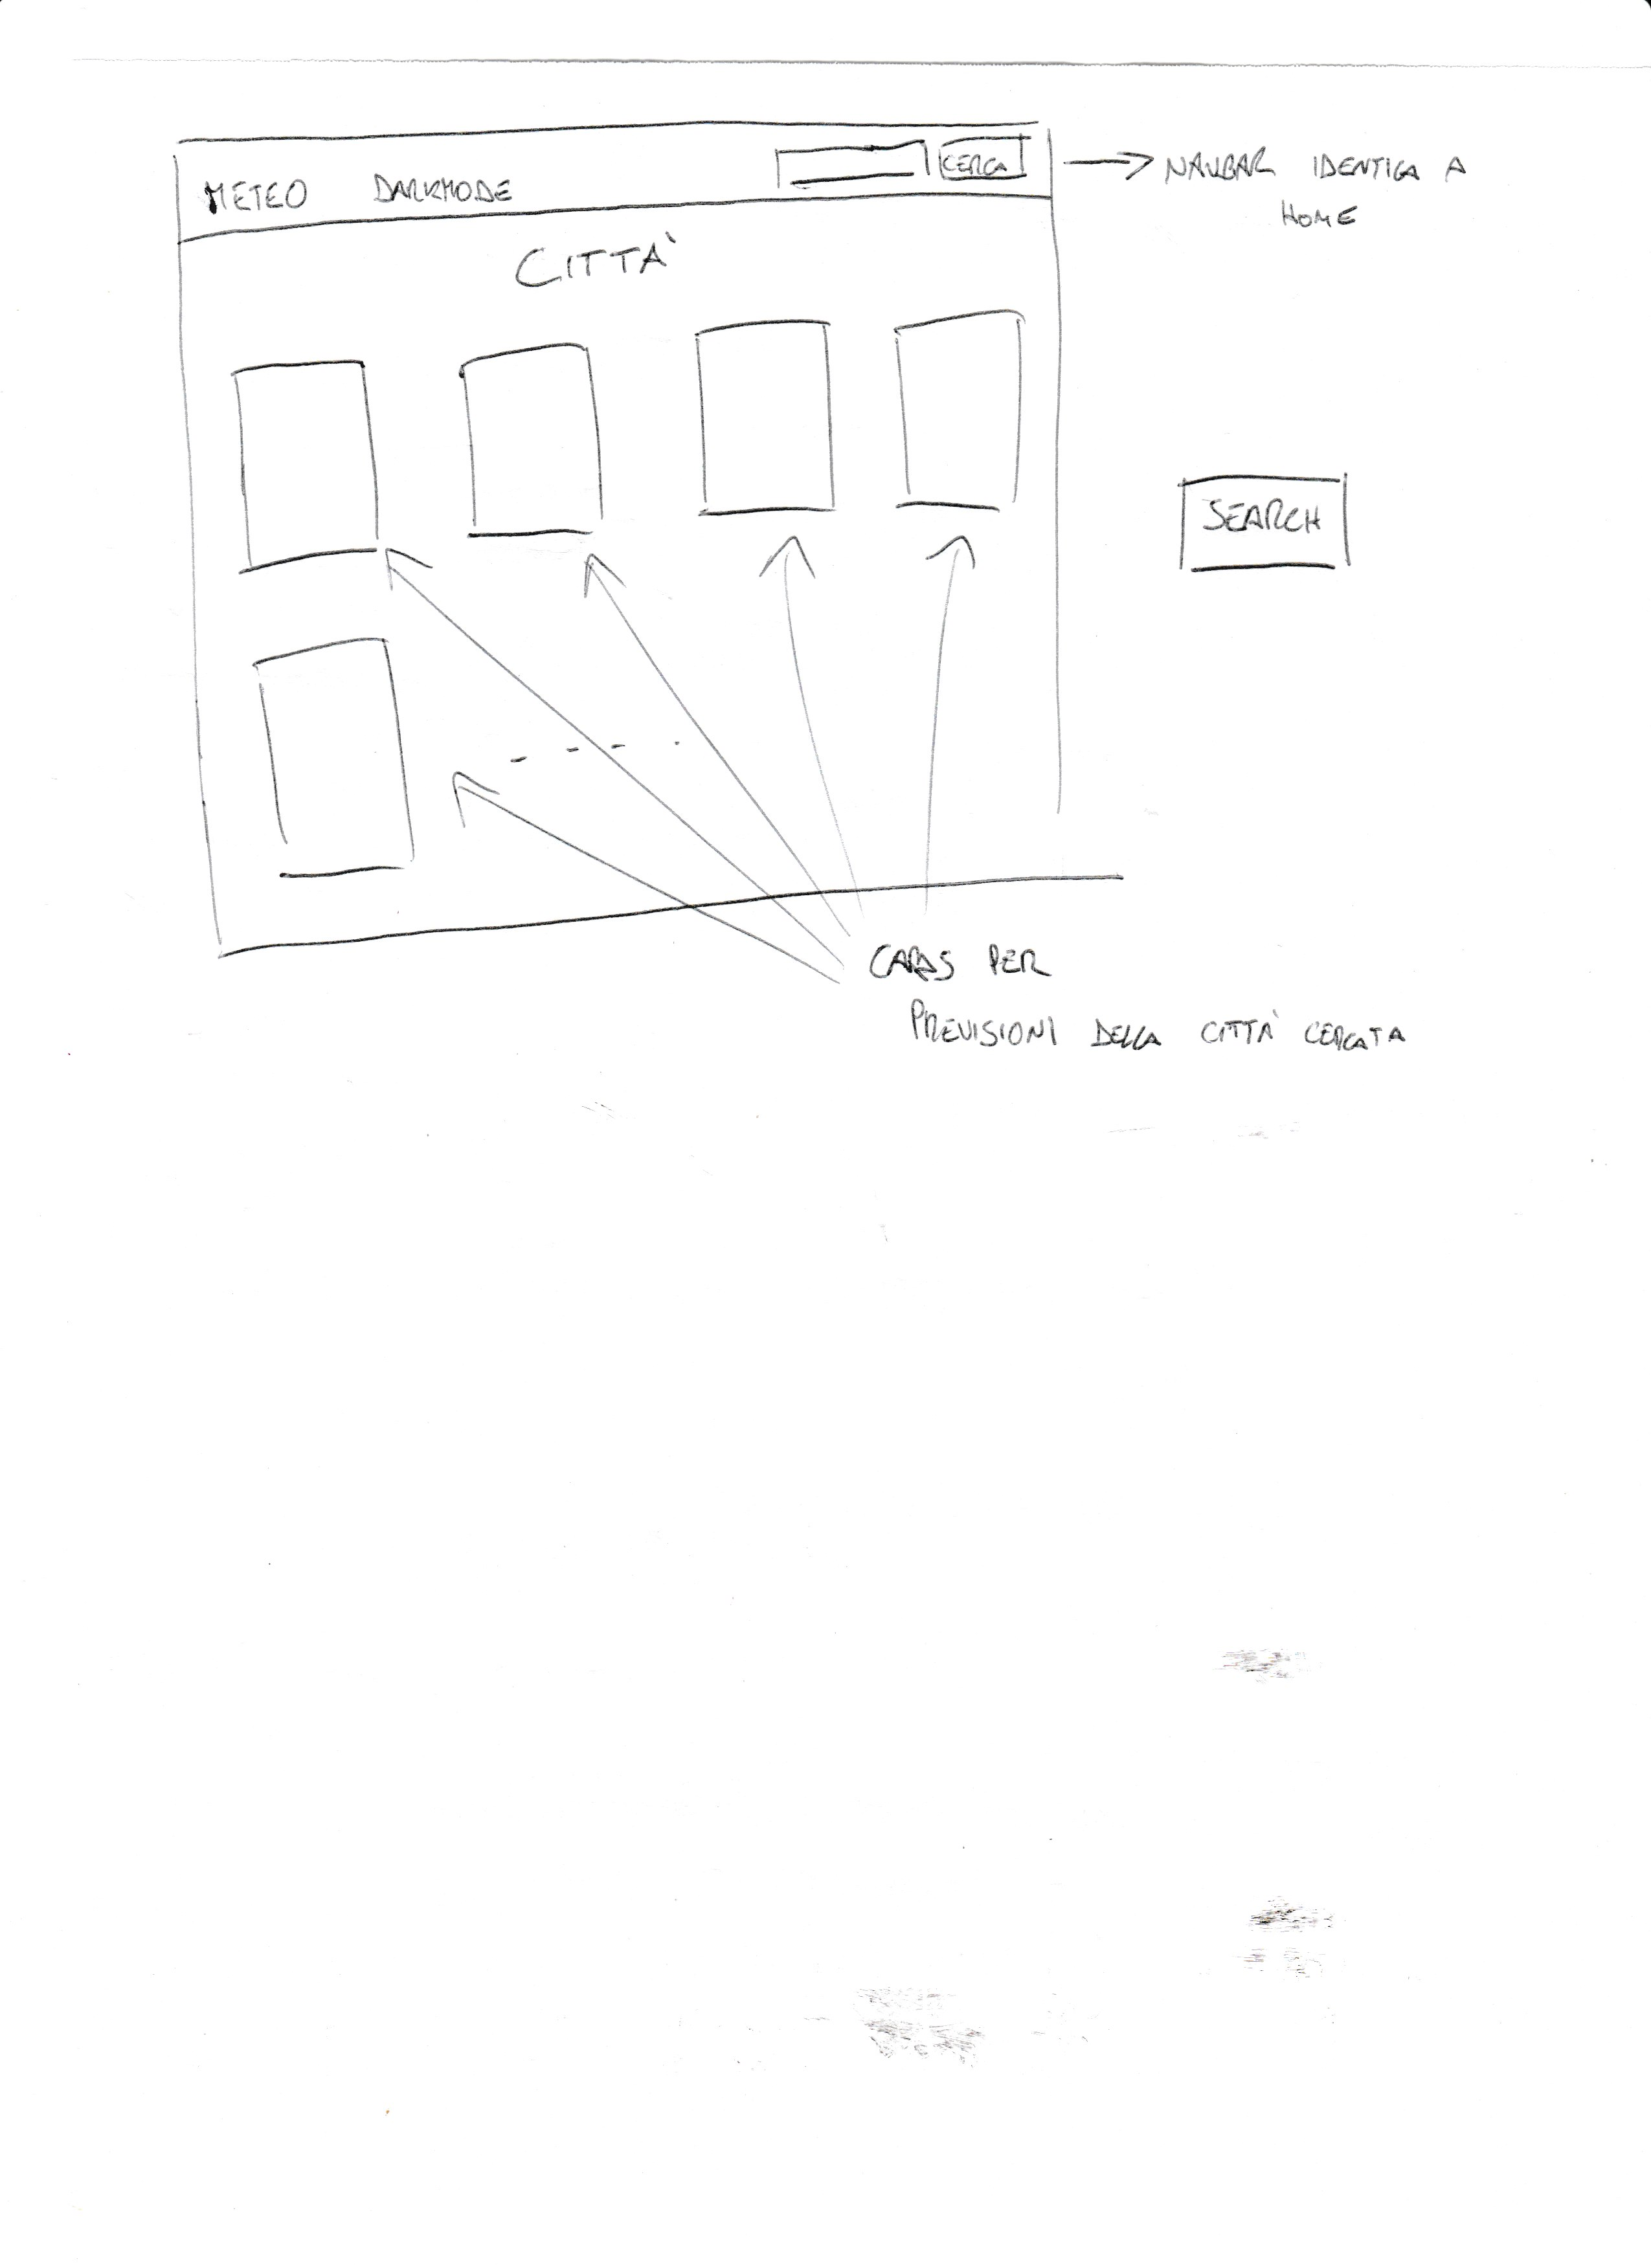 METEO DARKMODE CERCA
NAVBAR IDENTICA A
HOME
CITTÀ
SEARCH
CARDS PER
PREVISIONI DELLA CITTÀ CERCATA